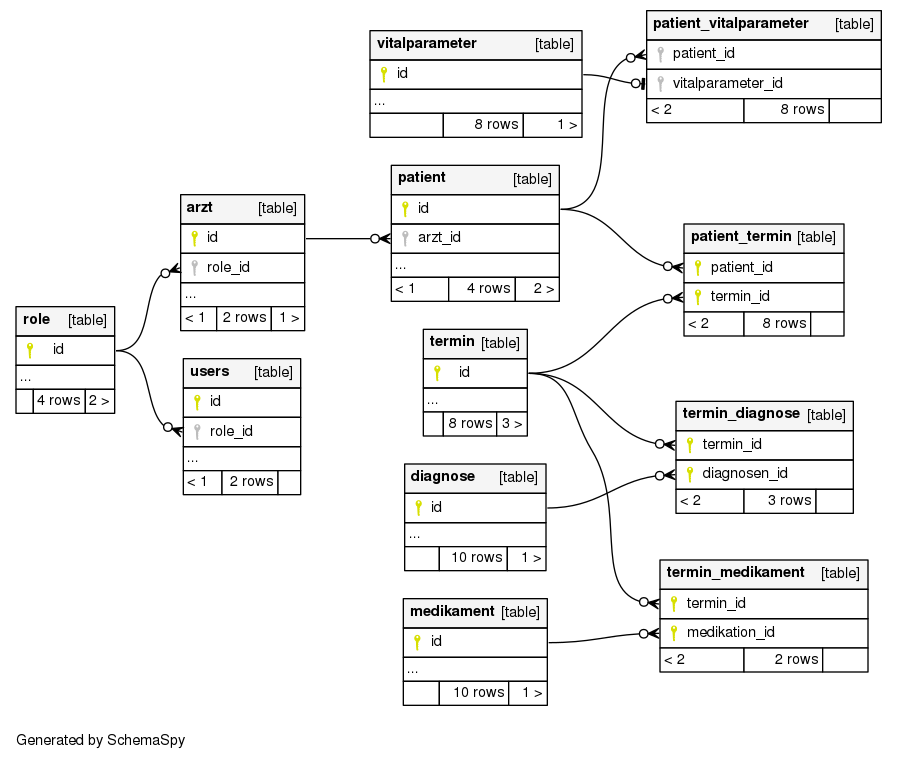 role [table]
id
...
4 rows 2 >
arzt [table]
id
role_id
...
< 1 2 rows 1 >
users [table]
id
role_id
...
< 1 2 rows
vitalparameter [table]
id
...
8 rows 1 >
patient [table]
id
arzt_id
...
< 1 4 rows 2 >
termin [table]
id
...
8 rows 3 >
diagnose [table]
id
...
10 rows 1 >
medikament [table]
id
...
10 rows 1 >
patient_vitalparameter [table]
patient_id
vitalparameter_id
< 2 8 rows
patient_termin [table]
patient_id
termin_id
< 2 8 rows
termin_diagnose [table]
termin_id
diagnosen_id
< 2 3 rows
termin_medikament [table]
termin_id
medikation_id
< 2 2 rows
Generated by SchemaSpy